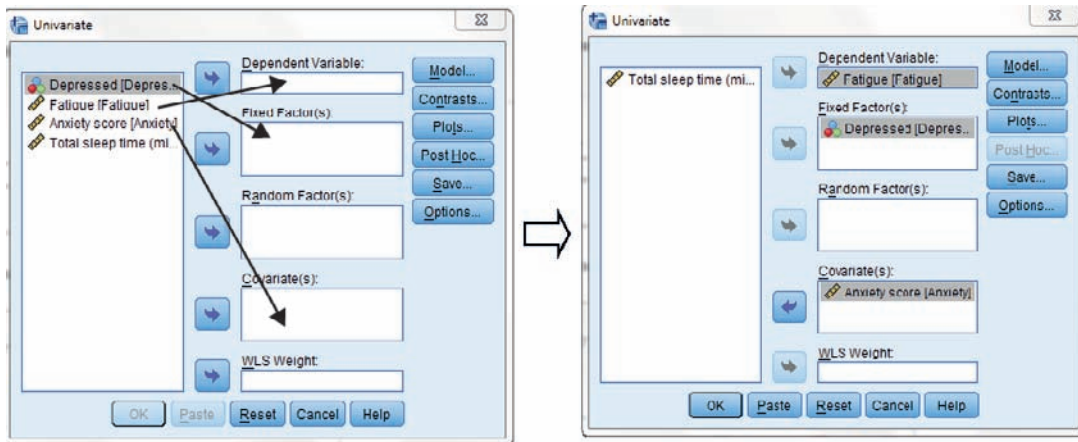 Univariate
Depressed [Depres...
Fatigue [Fatigue]
Anxiety score [Anxiety]
Total sleep time (mi...
Dependent Variable:
Fixed Factor(s):
Random Factor(s):
Covariate(s):
WLS Weight:
Model...
Contrasts...
Plots...
Post Hoc...
Save...
Options...
OK Paste Reset Cancel Help
Univariate
Total sleep time (mi...
Dependent Variable:
Fatigue [Fatigue]
Fixed Factor(s):
Depressed [Depres...
Random Factor(s):
Covariate(s):
Anxiety score [Anxiety]
WLS Weight:
Model...
Contrasts...
Plots...
Post Hoc...
Save...
Options...
OK Paste Reset Cancel Help